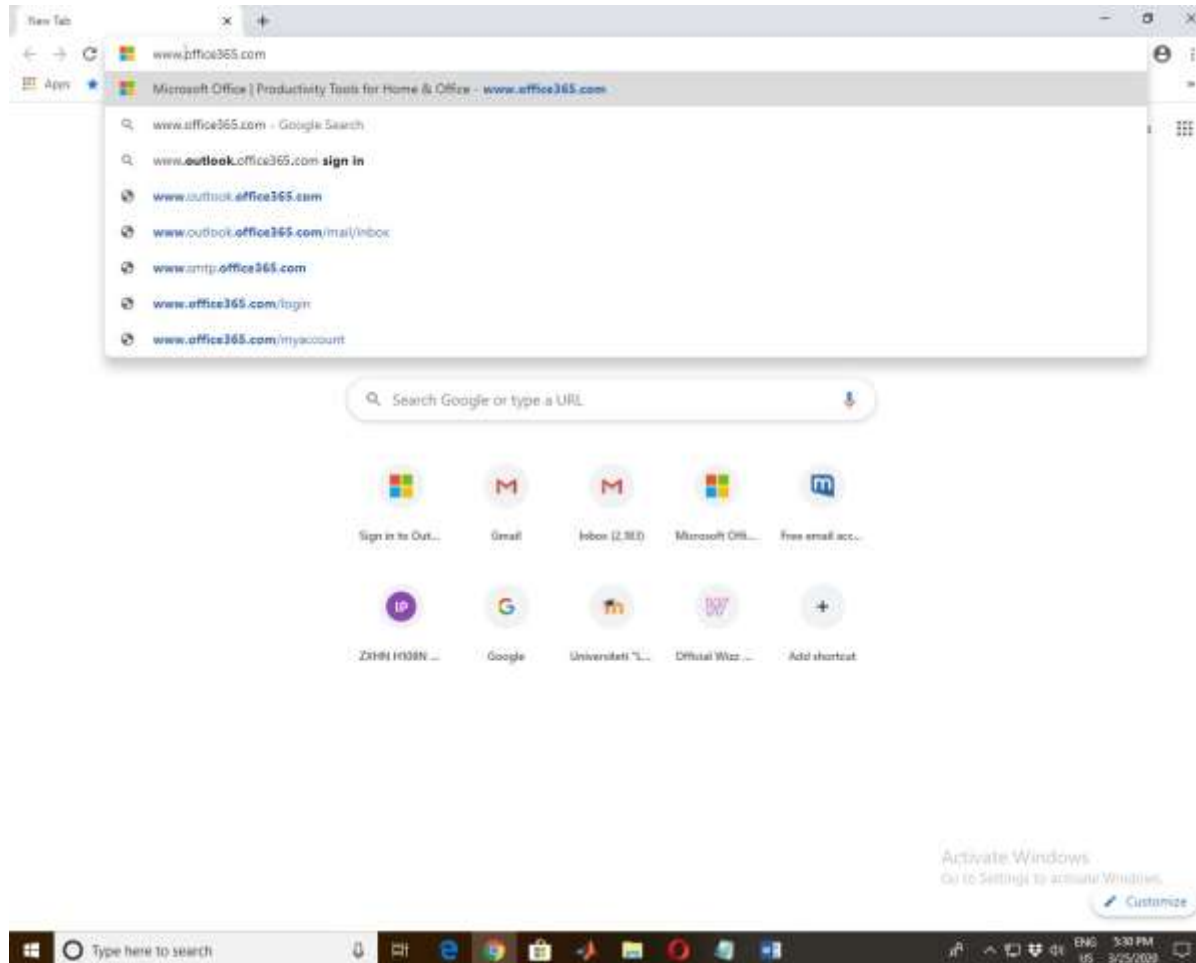 New Tab
www.office365.com
Apps
Microsoft Office | Productivity Tools for Home & Office - www.office365.com
www.office365.com - Google Search
www.outlook.office365.com sign in
www.outlook.office365.com
www.outlook.office365.com/mail/inbox
www.smtp.office365.com
www.office365.com/login
www.office365.com/myaccount
Search Google or type a URL
Sign in to Out... Gmail Inbox Microsoft Offi... Free email acc...
ZXHN H108N ... Google Universiteti "L... Official Wizz ... Add shortcut
Activate Windows
Go to Settings to activate Windows.
Customize
Type here to search
ENG 5:30 PM
US 3/25/2020